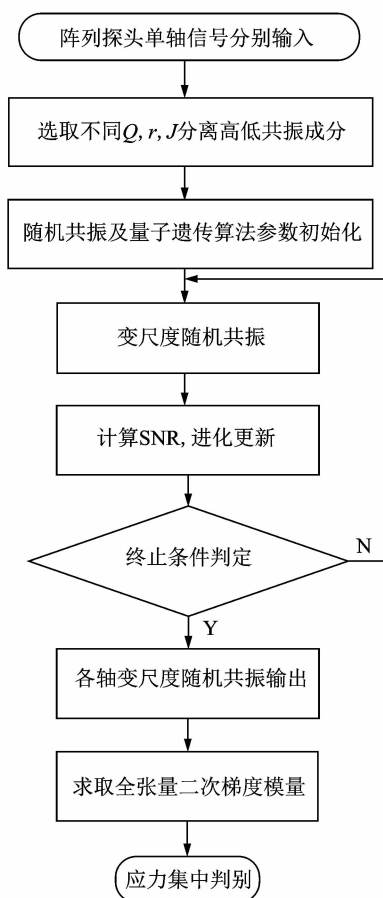 阵列探头单轴信号分别输入
选取不同Q, r, J分离高低共振成分
随机共振及量子遗传算法参数初始化
变尺度随机共振
计算SNR, 进化更新
终止条件判定
N
Y
各轴变尺度随机共振输出
求取全张量二次梯度模量
应力集中判别